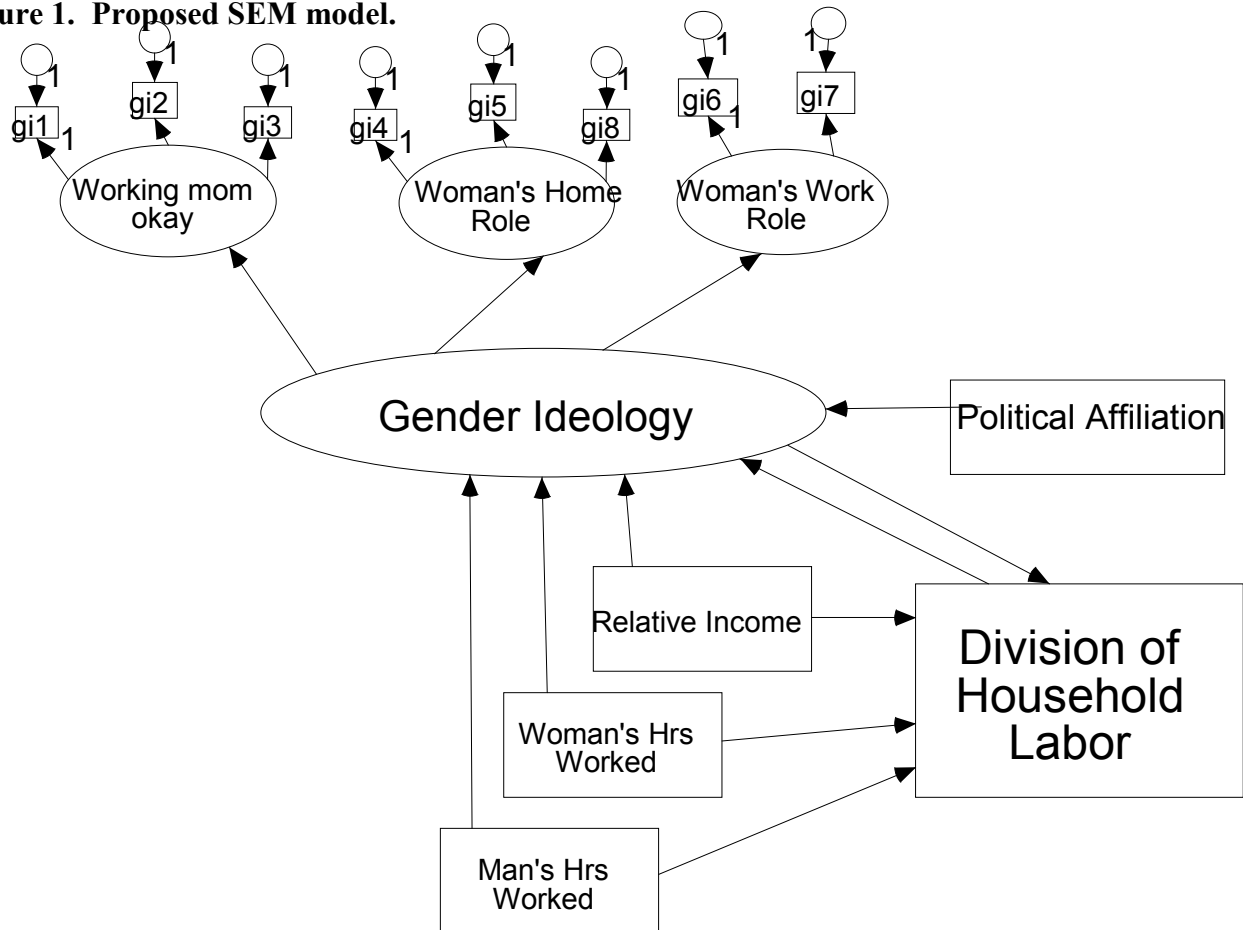 ure 1. Proposed SEM model.
1 1 1 1 1 1 1 1
gi1 gi2 gi3 gi4 gi5 gi8 gi6 gi7
1 1 1
Working mom
okay
Woman's Home
Role
Woman's Work
Role
Gender Ideology
Political Affiliation
Relative Income
Division of
Household
Labor
Woman's Hrs
Worked
Man's Hrs
Worked